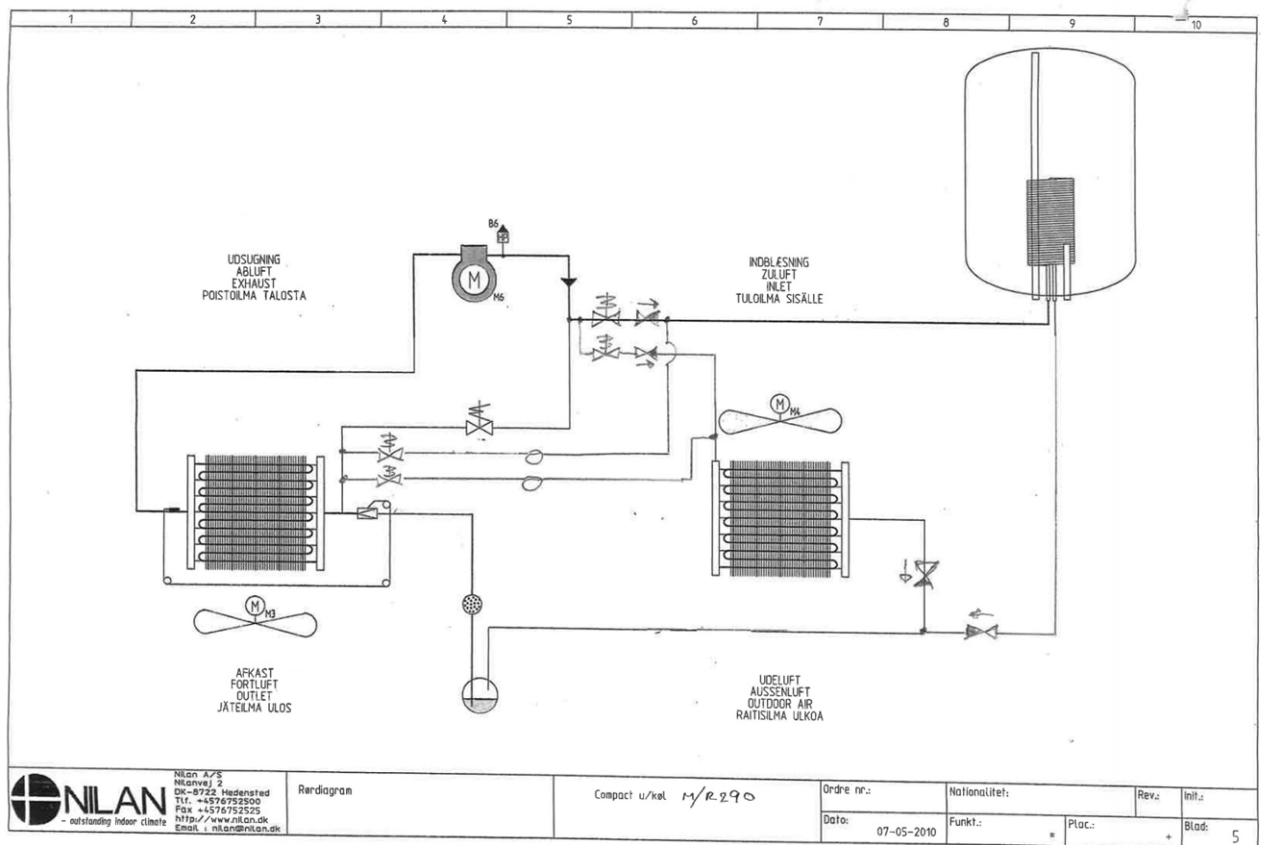 1 2 3 4 5 6 7 8 9 10
B6
M
M6
UDSUGNING
ABLUFT
EXHAUST
POISTOILMA TALOSTA
INDBLÆSNING
ZULUFT
INLET
TULOILMA SISÄLLE
M
M4
M
M3
AFKAST
FORTLUFT
OUTLET
JÄTEILMA ULOS
UDELUFT
AUSSENLUFT
OUTDOOR AIR
RAITISILMA ULKOA
NILAN
- outstanding indoor climate
Nilan A/S
Nilanvej 2
DK-8722 Hedensted
Tlf. +4576752500
Fax +4576752525
http://www.nilan.dk
Email : nilan@nilan.dk
Rørdiagram
Compact u/køl M/R290
Ordre nr.:
Nationalitet:
Rev.:
Init.:
Dato:
07-05-2010
Funkt.:
=
Plac.:
+
Blad:
5